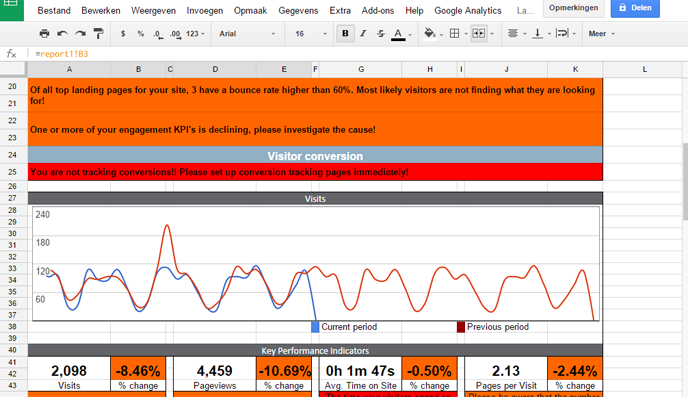 Bestand Bewerken Weergeven Invoegen Opmaak Gegevens Extra Add-ons Help Google Analytics La... Opmerkingen Delen
$ % .0 .00 123 Arial 16 B I S A Meer
fx =report1!B3
A B C D E F G H I J K L
20 Of all top landing pages for your site, 3 have a bounce rate higher than 60%. Most likely visitors are not finding what they are looking
21 for!
22 One or more of your engagement KPI's is declining, please investigate the cause!
23
24 Visitor conversion
25 You are not tracking conversions!! Please set up conversion tracking pages immediately!
26
27 Visits
28 240
29
30
31 180
32
33 120
34
35
36 60
37
38 Current period Previous period
39
40 Key Performance Indicators
41
42 2,098 -8.46% 4,459 -10.69% 0h 1m 47s -0.50% 2.13 -2.44%
43 Visits % change Pageviews % change Avg. Time on Site % change Pages per Visit % change